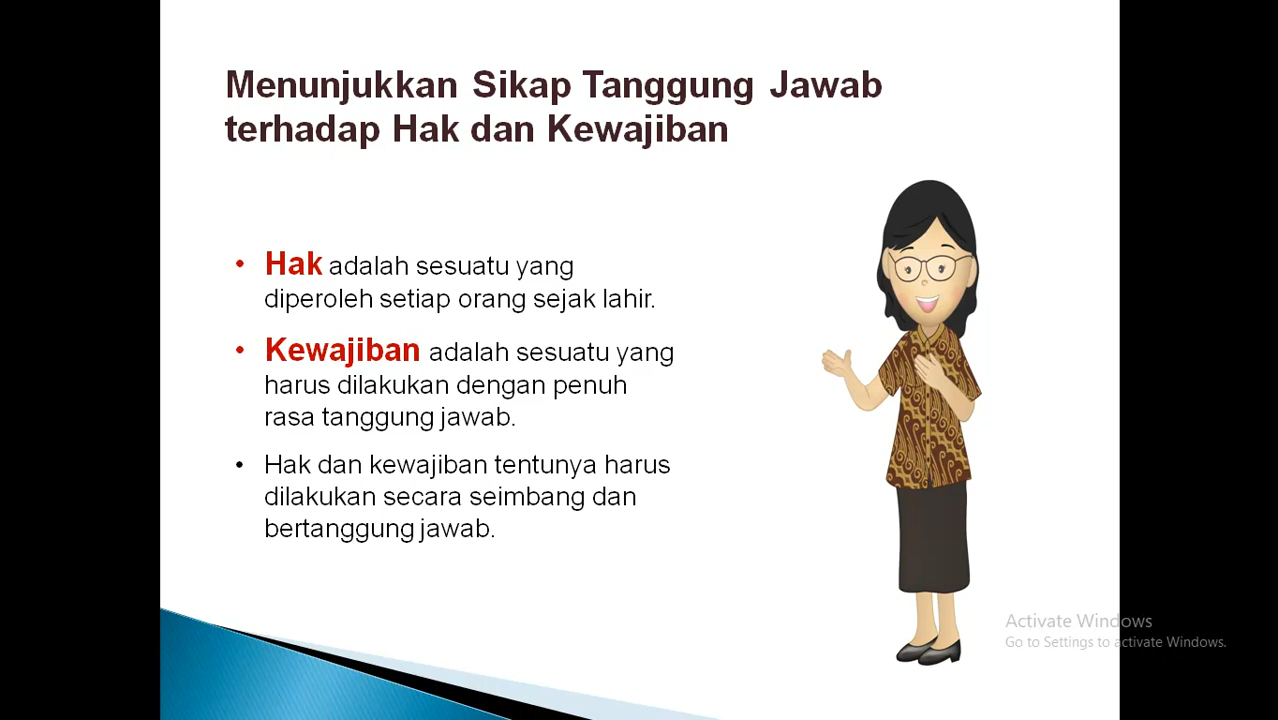 Menunjukkan Sikap Tanggung Jawab
terhadap Hak dan Kewajiban
• Hak adalah sesuatu yang
diperoleh setiap orang sejak lahir.
• Kewajiban adalah sesuatu yang
harus dilakukan dengan penuh
rasa tanggung jawab.
• Hak dan kewajiban tentunya harus
dilakukan secara seimbang dan
bertanggung jawab.
Activate Windows
Go to Settings to activate Windows.